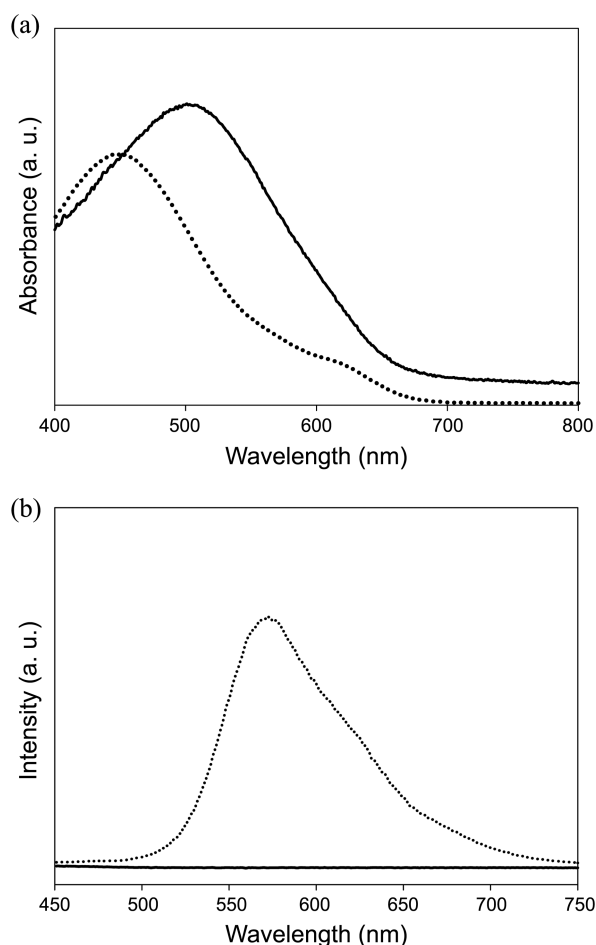 (a)
Absorbance (a. u.)
400 500 600 700 800
Wavelength (nm)
(b)
Intensity (a. u.)
450 500 550 600 650 700 750
Wavelength (nm)